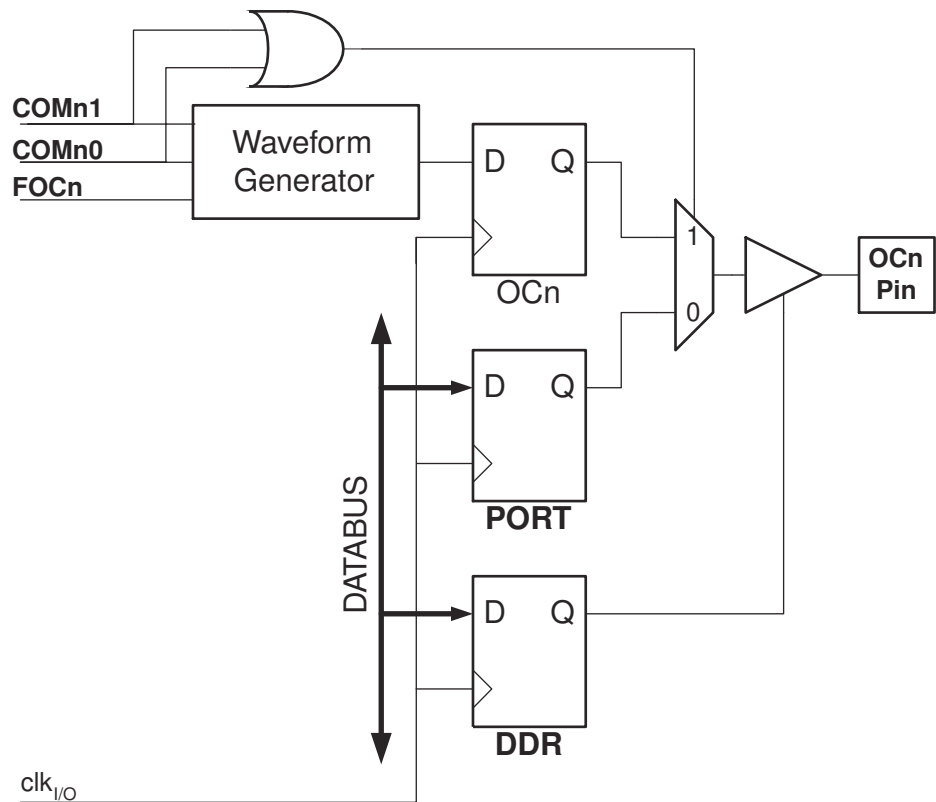 COMn1
COMn0
FOCn
Waveform
Generator
D Q
OCn
1
0
OCn
Pin
D Q
PORT
DATABUS
D Q
DDR
clkI/O